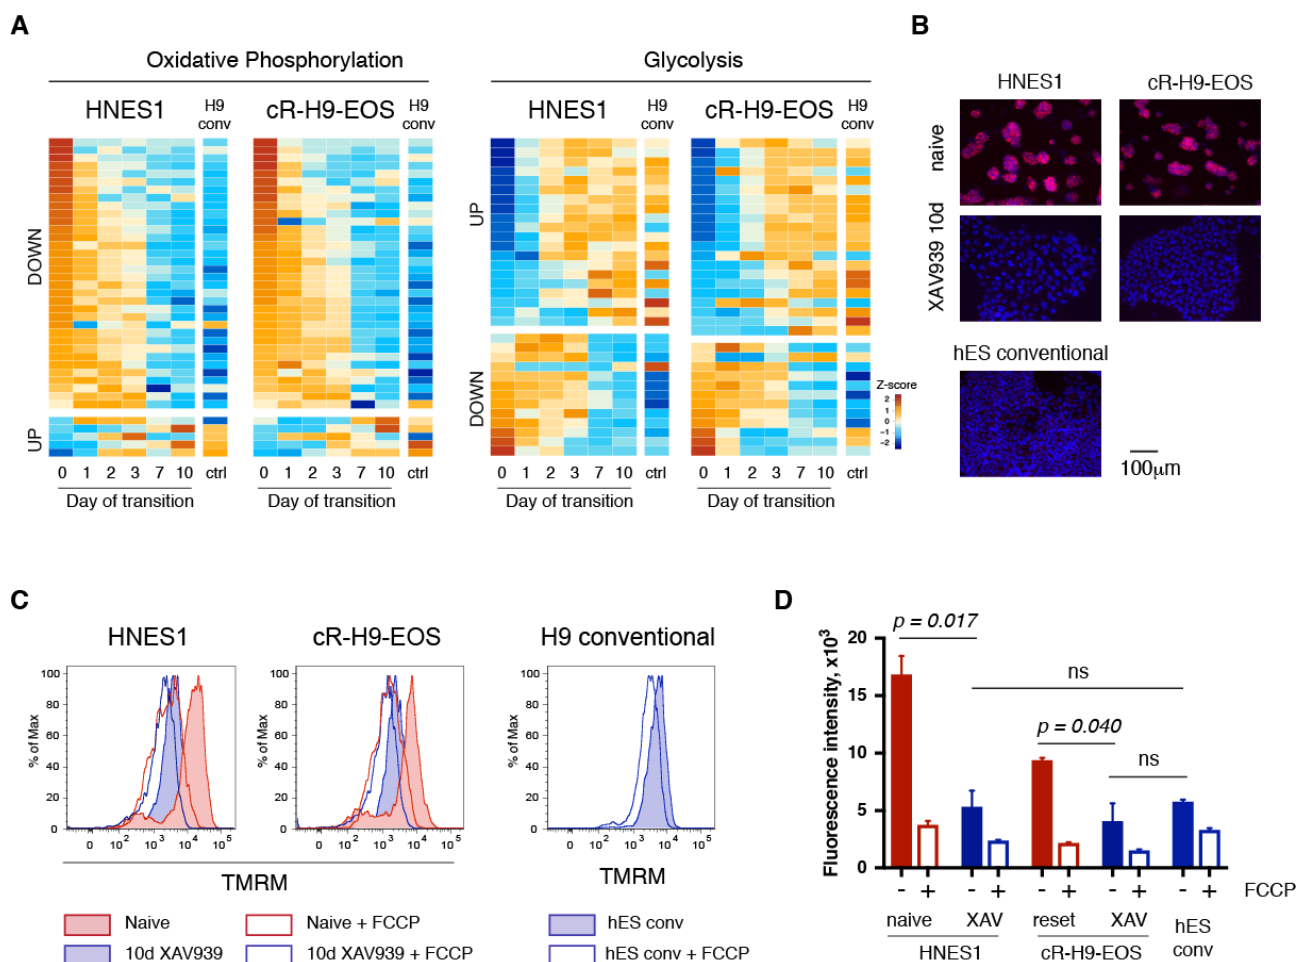 A
Oxidative Phosphorylation
Glycolysis
HNES1
H9
conv
cR-H9-EOS
H9
conv
HNES1
H9
conv
cR-H9-EOS
H9
conv
DOWN
UP
UP
DOWN
Z-score
2
1
0
-1
-2
0 1 2 3 7 10 ctrl
0 1 2 3 7 10 ctrl
0 1 2 3 7 10 ctrl
0 1 2 3 7 10 ctrl
Day of transition
Day of transition
Day of transition
Day of transition
B
HNES1
cR-H9-EOS
naive
XAV939 10d
hES conventional
100μm
C
HNES1
cR-H9-EOS
H9 conventional
% of Max
100
80
60
40
20
0
0 10² 10³ 10⁴ 10⁵
% of Max
100
80
60
40
20
0
0 10² 10³ 10⁴ 10⁵
% of Max
100
80
60
40
20
0
0 10² 10³ 10⁴ 10⁵
TMRM
TMRM
Naive
Naive + FCCP
hES conv
10d XAV939
10d XAV939 + FCCP
hES conv + FCCP
D
Fluorescence intensity, x10³
20
15
10
5
0
p = 0.017
ns
p = 0.040
ns
- + - + - + - + - + FCCP
naive XAV reset XAV hES
conv
HNES1 cR-H9-EOS